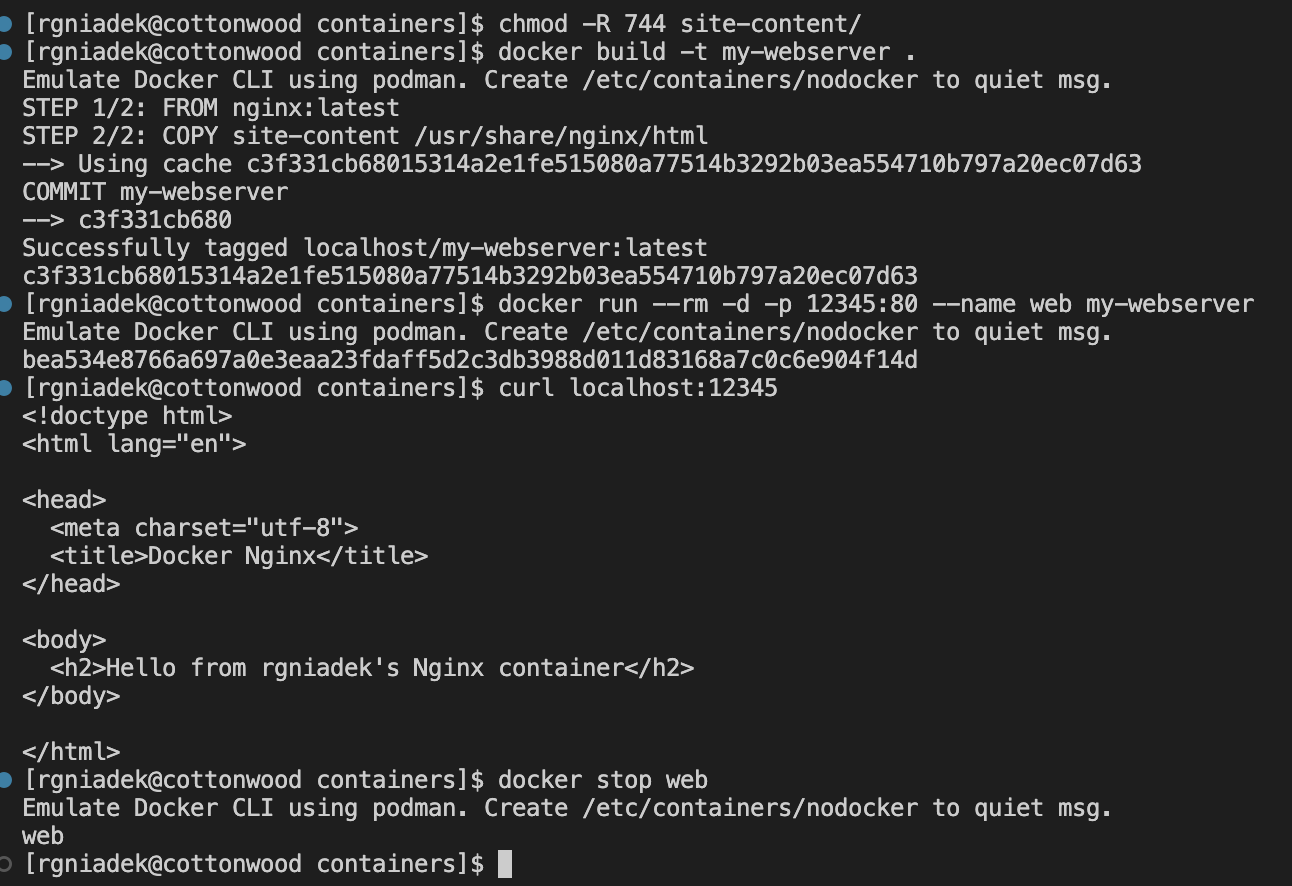 [rgniadek@cottonwood containers]$ chmod -R 744 site-content/
[rgniadek@cottonwood containers]$ docker build -t my-webserver .
Emulate Docker CLI using podman. Create /etc/containers/nodocker to quiet msg.
STEP 1/2: FROM nginx:latest
STEP 2/2: COPY site-content /usr/share/nginx/html
--> Using cache c3f331cb68015314a2e1fe515080a77514b3292b03ea554710b797a20ec07d63
COMMIT my-webserver
--> c3f331cb680
Successfully tagged localhost/my-webserver:latest
c3f331cb68015314a2e1fe515080a77514b3292b03ea554710b797a20ec07d63
[rgniadek@cottonwood containers]$ docker run --rm -d -p 12345:80 --name web my-webserver
Emulate Docker CLI using podman. Create /etc/containers/nodocker to quiet msg.
bea534e8766a697a0e3eaa23fdaff5d2c3db3988d011d83168a7c0c6e904f14d
[rgniadek@cottonwood containers]$ curl localhost:12345
<!doctype html>
<html lang="en">

<head>
  <meta charset="utf-8">
  <title>Docker Nginx</title>
</head>

<body>
  <h2>Hello from rgniadek's Nginx container</h2>
</body>

</html>
[rgniadek@cottonwood containers]$ docker stop web
Emulate Docker CLI using podman. Create /etc/containers/nodocker to quiet msg.
web
[rgniadek@cottonwood containers]$